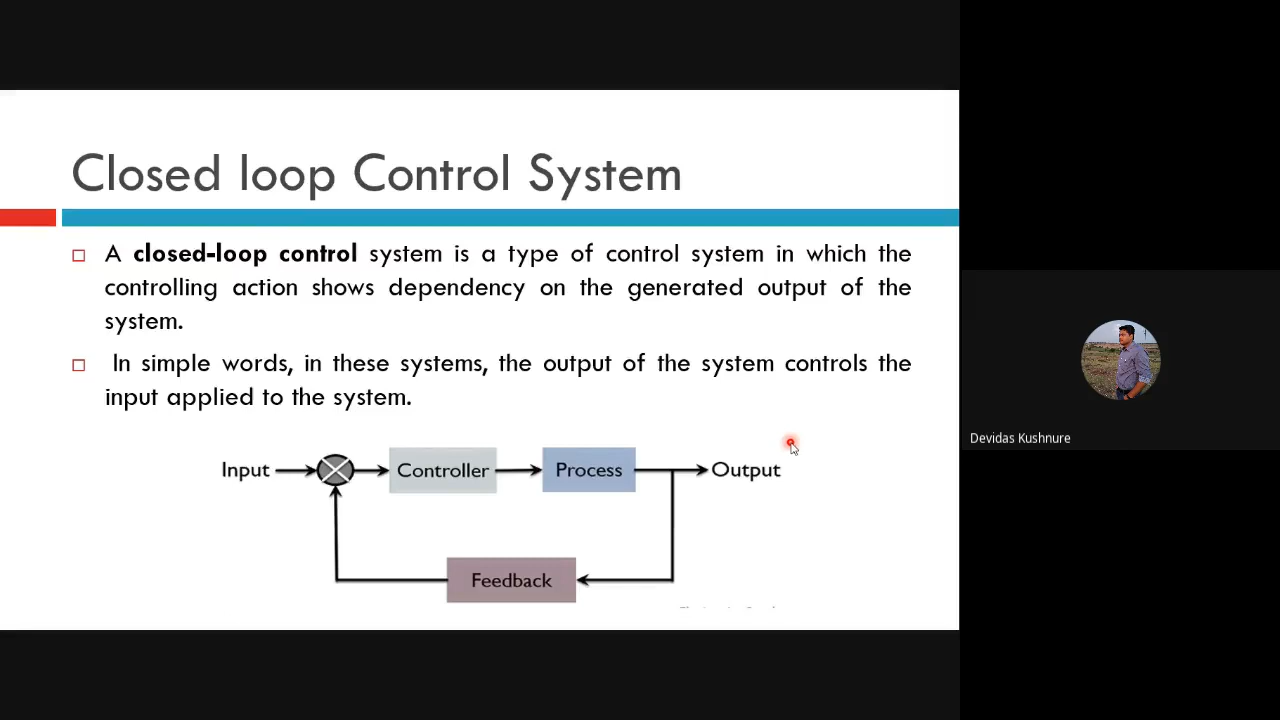 Closed loop Control System
A closed-loop control system is a type of control system in which the
controlling action shows dependency on the generated output of the
system.
In simple words, in these systems, the output of the system controls the
input applied to the system.
Input
Controller
Process
Output
Feedback
Devidas Kushnure